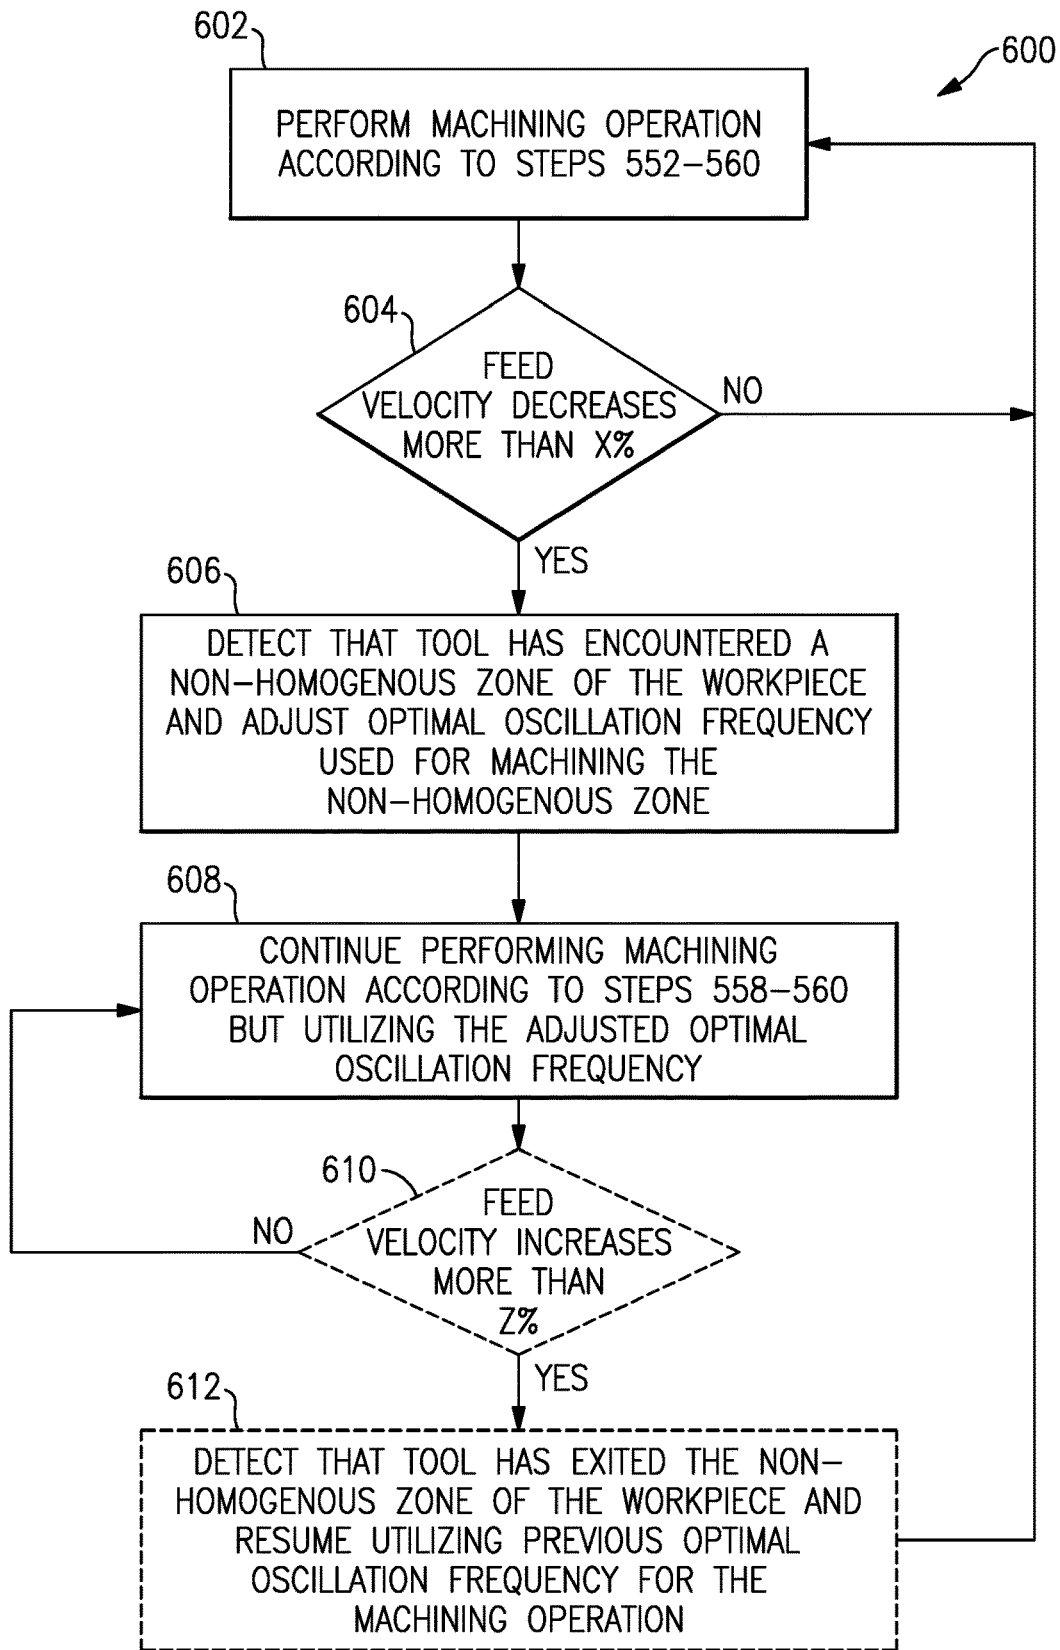 602
600
PERFORM MACHINING OPERATION
ACCORDING TO STEPS 552-560
604
FEED
VELOCITY DECREASES
MORE THAN X%
NO
YES
606
DETECT THAT TOOL HAS ENCOUNTERED A
NON-HOMOGENOUS ZONE OF THE WORKPIECE
AND ADJUST OPTIMAL OSCILLATION FREQUENCY
USED FOR MACHINING THE
NON-HOMOGENOUS ZONE
608
CONTINUE PERFORMING MACHINING
OPERATION ACCORDING TO STEPS 558-560
BUT UTILIZING THE ADJUSTED OPTIMAL
OSCILLATION FREQUENCY
610
FEED
VELOCITY INCREASES
MORE THAN
Z%
NO
YES
612
DETECT THAT TOOL HAS EXITED THE NON-
HOMOGENOUS ZONE OF THE WORKPIECE AND
RESUME UTILIZING PREVIOUS OPTIMAL
OSCILLATION FREQUENCY FOR THE
MACHINING OPERATION